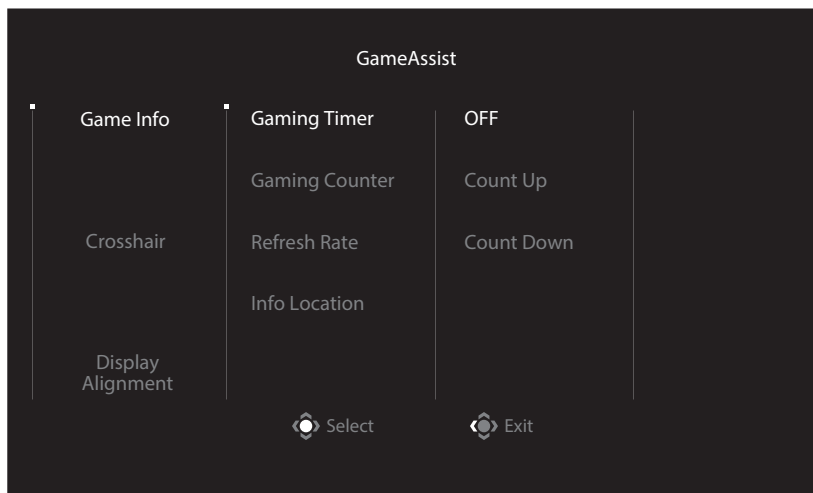 GameAssist
Game Info
Gaming Timer
OFF
Gaming Counter
Count Up
Crosshair
Refresh Rate
Count Down
Info Location
Display
Alignment
Select
Exit